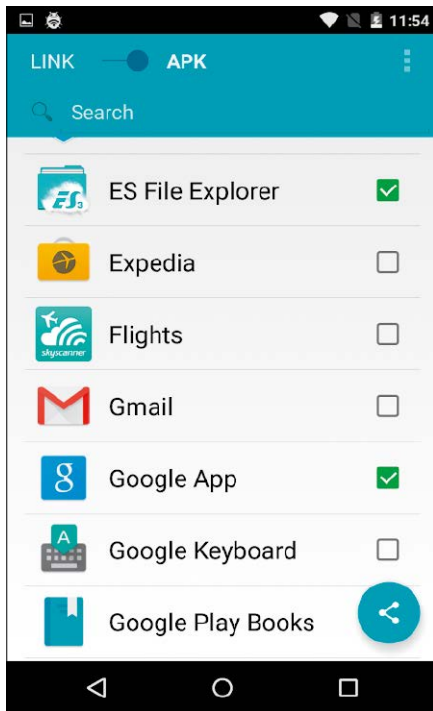 11:54
LINK APK
Search
ES File Explorer
Expedia
Flights
skyscanner
Gmail
Google App
Google Keyboard
Google Play Books